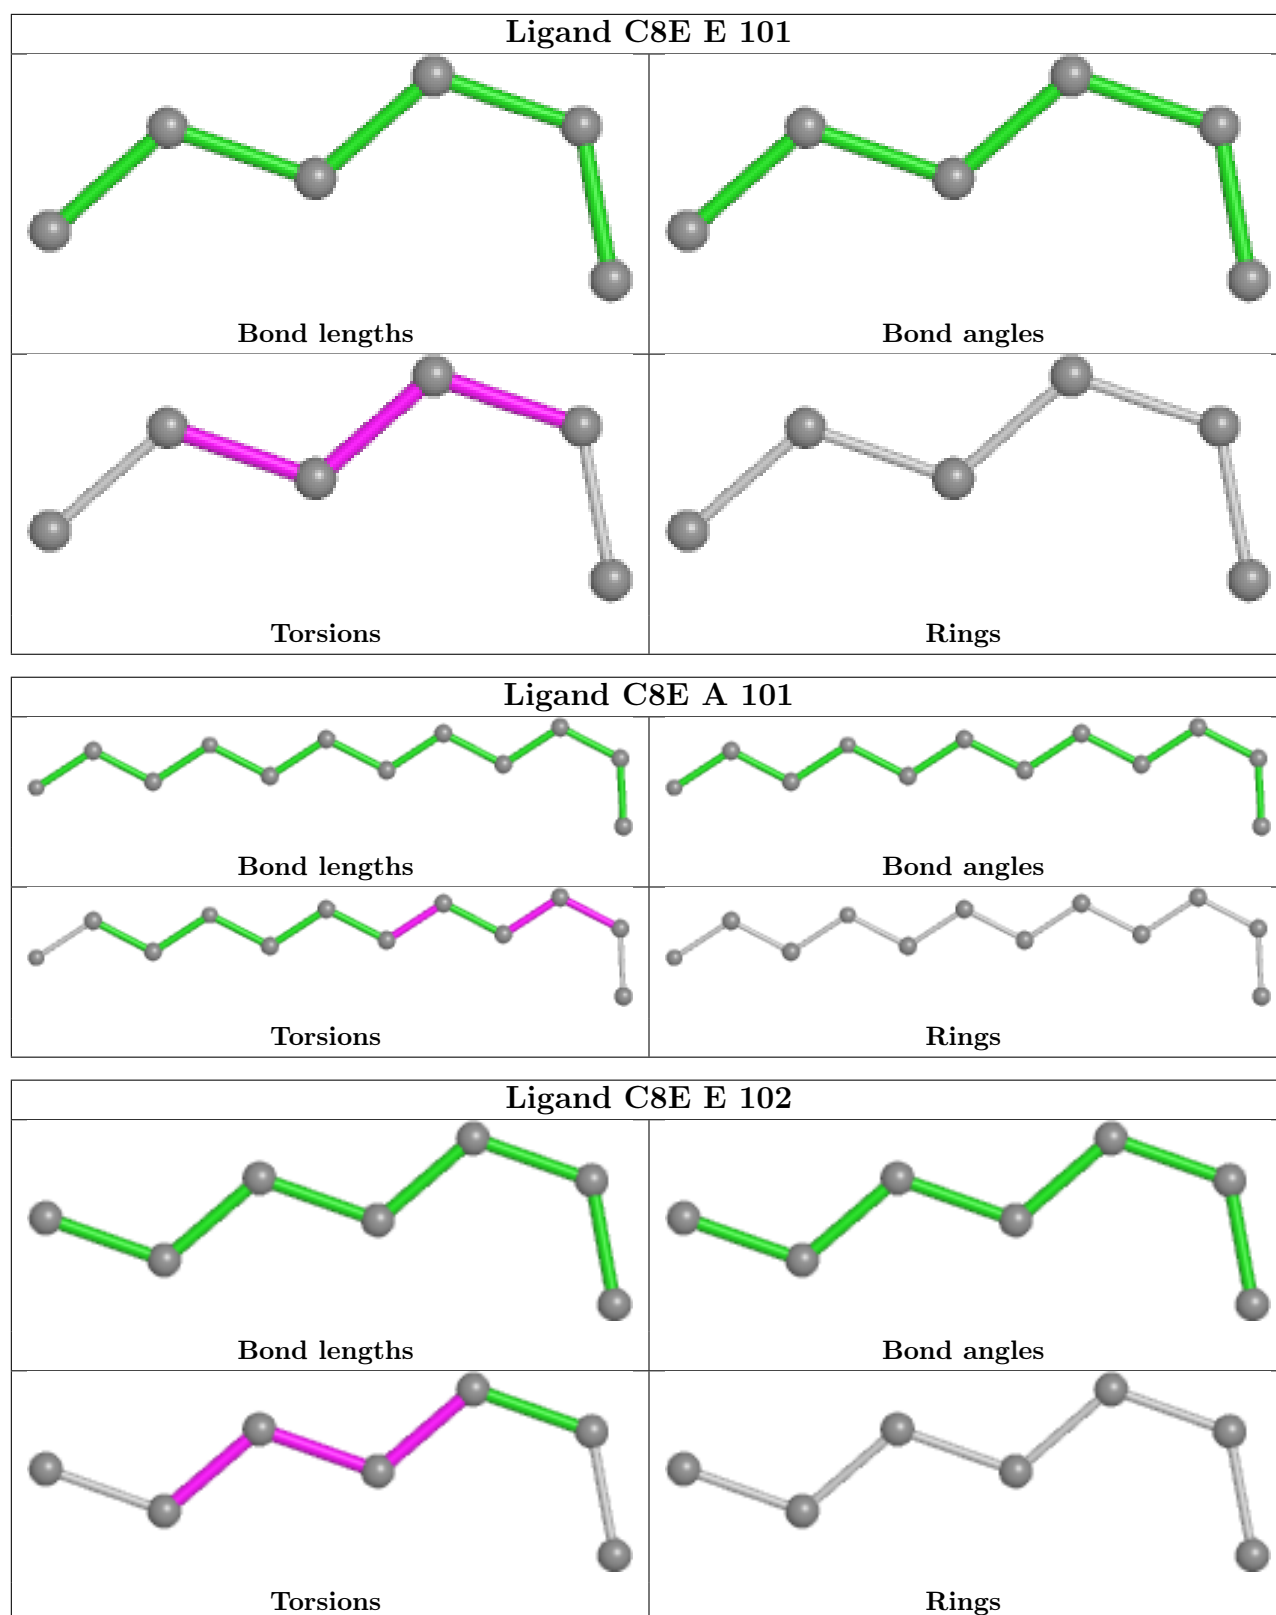 Ligand C8E E 101
Bond lengths
Bond angles
Torsions
Rings
Ligand C8E A 101
Bond lengths
Bond angles
Torsions
Rings
Ligand C8E E 102
Bond lengths
Bond angles
Torsions
Rings